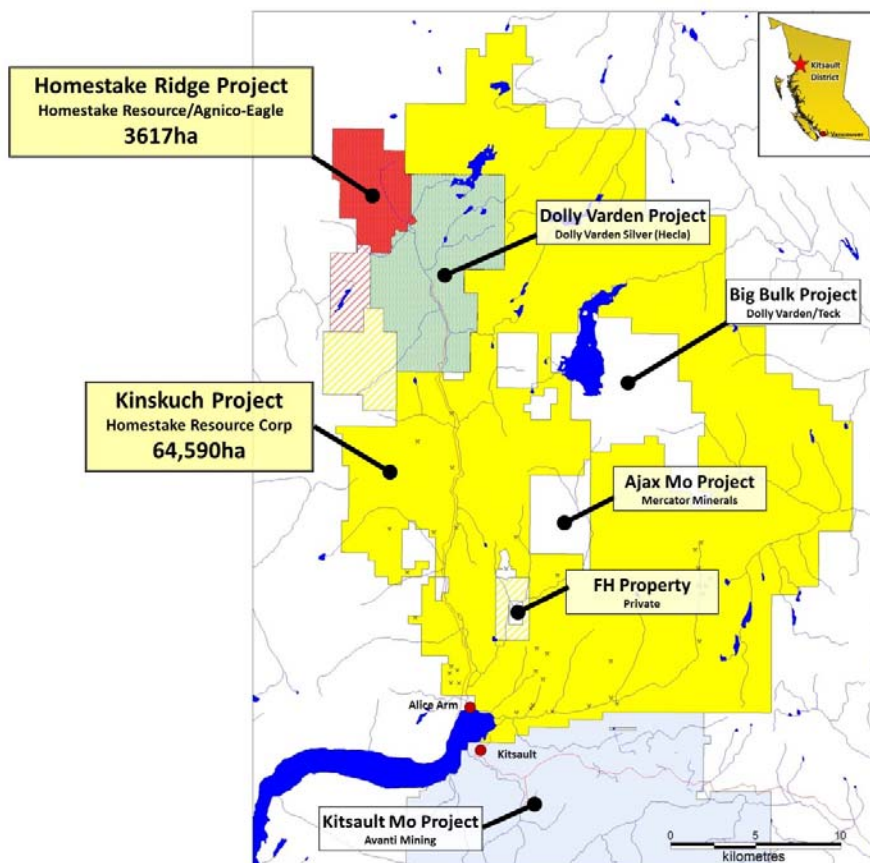 Kitsault
District
Vancouver
Homestake Ridge Project
Homestake Resource/Agnico-Eagle
3617ha
Dolly Varden Project
Dolly Varden Silver (Hecla)
Big Bulk Project
Dolly Varden/Teck
Kinskuch Project
Homestake Resource Corp
64,590ha
Ajax Mo Project
Mercator Minerals
FH Property
Private
Alice Arm
Kitsault
Kitsault Mo Project
Avanti Mining
0 5 10
kilometres